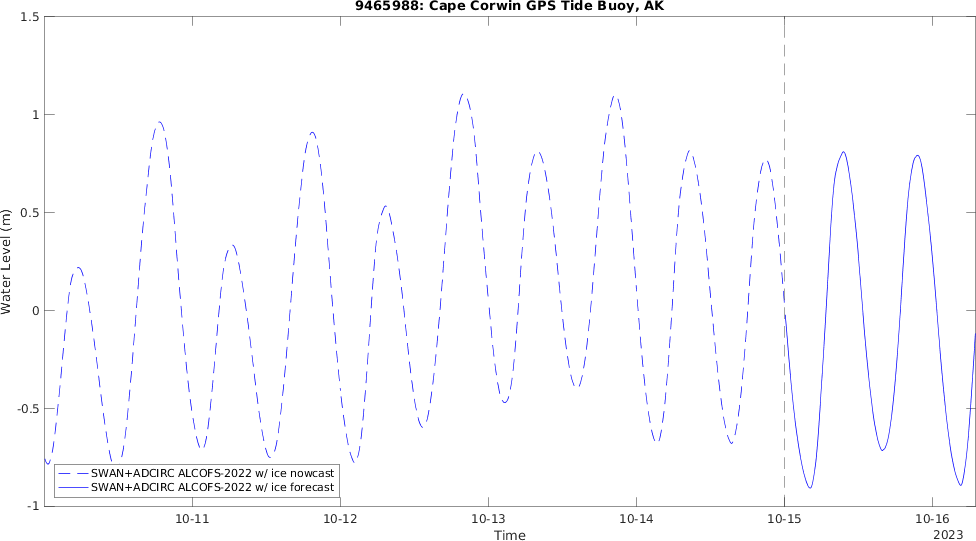 9465988: Cape Corwin GPS Tide Buoy, AK
1.5
1
0.5
0
-0.5
-1
Water Level (m)
SWAN+ADCIRC ALCOFS-2022 w/ ice nowcast
SWAN+ADCIRC ALCOFS-2022 w/ ice forecast
10-11 10-12 10-13 10-14 10-15 10-16
Time
2023